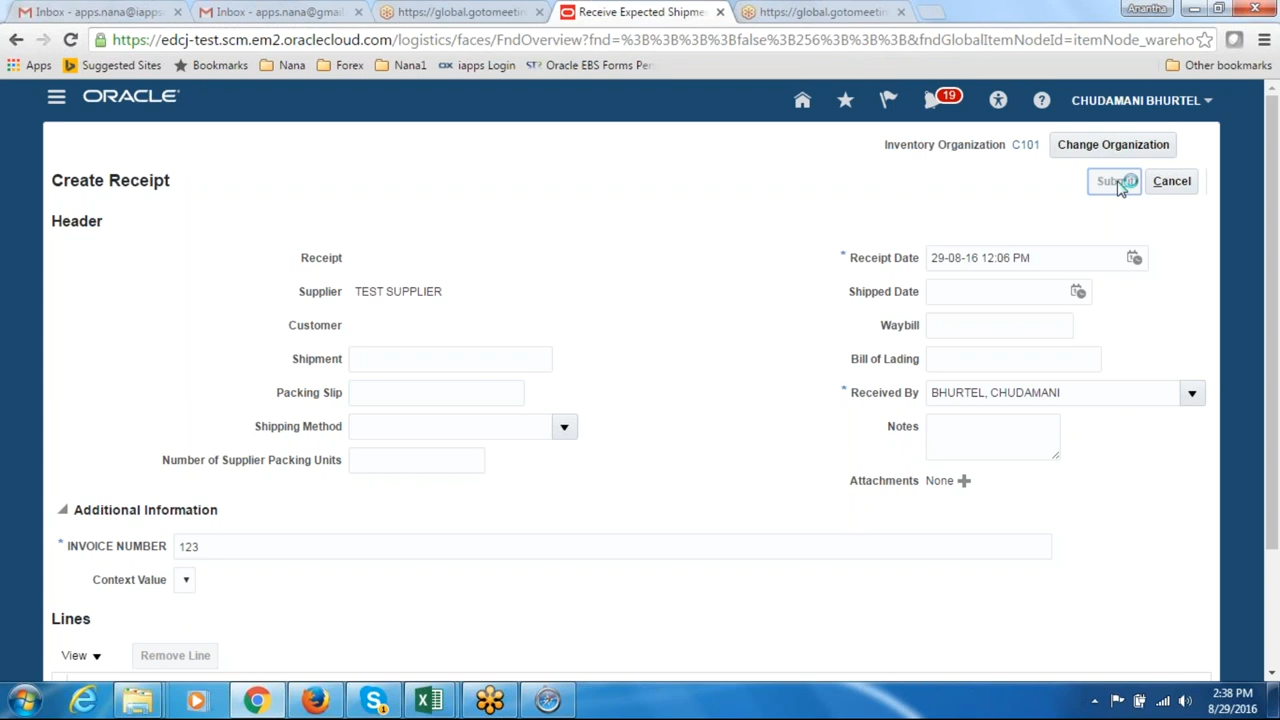 Inbox - apps.nana@iapps
Inbox - apps.nana@gmail
https://global.gotomeetin
Receive Expected Shipme
https://global.gotomeetin
Anantha
https://edcj-test.scm.em2.oraclecloud.com/logistics/faces/FndOverview?fnd=%3B%3B%3B%3Bfalse%3B256%3B%3B%3B&fndGlobalItemNodeId=itemNode_wareho
Apps
Suggested Sites
Bookmarks
Nana
Forex
Nana1
iapps Login
Oracle EBS Forms Per
Other bookmarks
ORACLE
19
CHUDAMANI BHURTEL
Inventory Organization C101 Change Organization
Create Receipt
Submit Cancel
Header
Receipt
* Receipt Date 29-08-16 12:06 PM
Supplier TEST SUPPLIER
Shipped Date
Customer
Waybill
Shipment
Bill of Lading
Packing Slip
* Received By BHURTEL, CHUDAMANI
Shipping Method
Notes
Number of Supplier Packing Units
Attachments None
Additional Information
* INVOICE NUMBER 123
Context Value
Lines
View Remove Line
2:38 PM
8/29/2016